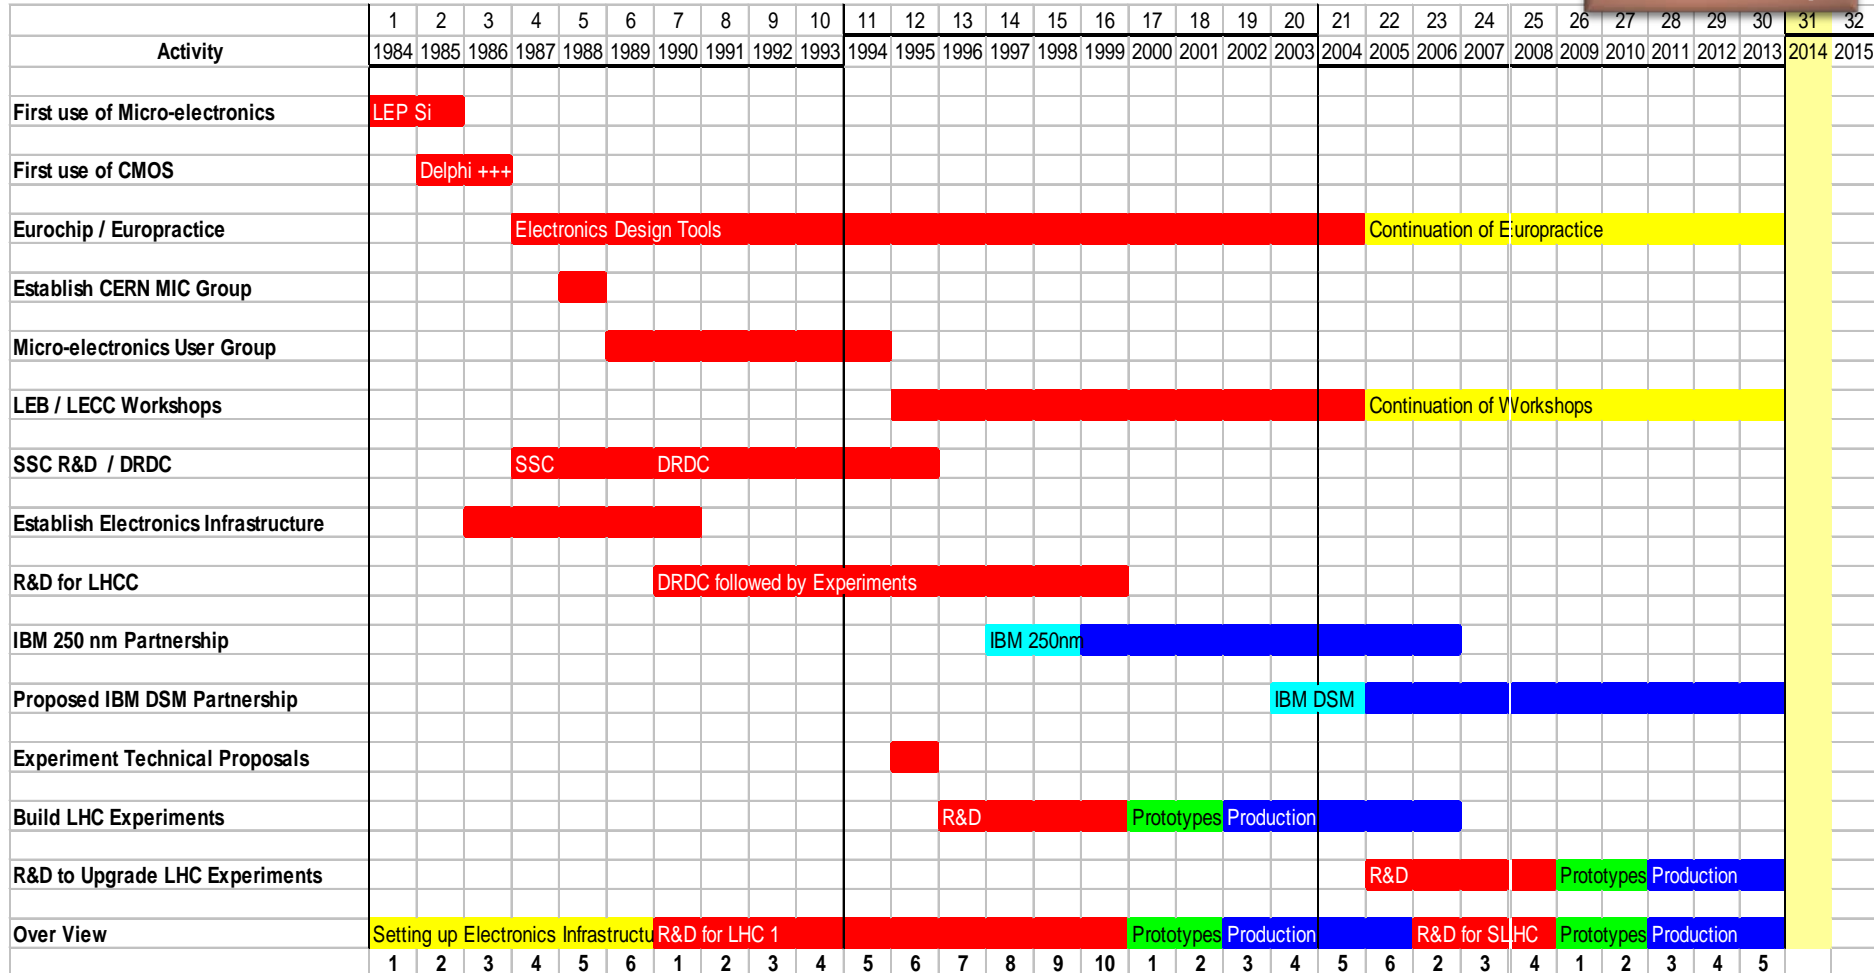 1 2 3 4 5 6 7 8 9 10 11 12 13 14 15 16 17 18 19 20 21 22 23 24 25 26 27 28 29 30 31 32
Activity 1984 1985 1986 1987 1988 1989 1990 1991 1992 1993 1994 1995 1996 1997 1998 1999 2000 2001 2002 2003 2004 2005 2006 2007 2008 2009 2010 2011 2012 2013 2014 2015
First use of Micro-electronics LEP Si
First use of CMOS Delphi +++
Eurochip / Europractice Electronics Design Tools Continuation of Europractice
Establish CERN MIC Group
Micro-electronics User Group
LEB / LECC Workshops Continuation of Workshops
SSC R&D / DRDC SSC DRDC
Establish Electronics Infrastructure
R&D for LHCC DRDC followed by Experiments
IBM 250 nm Partnership IBM 250nm
Proposed IBM DSM Partnership IBM DSM
Experiment Technical Proposals
Build LHC Experiments R&D Prototypes Production
R&D to Upgrade LHC Experiments R&D Prototypes Production
Over View Setting up Electronics Infrastructu R&D for LHC 1 Prototypes Production R&D for SLHC Prototypes Production
1 2 3 4 5 6 1 2 3 4 5 6 7 8 9 10 1 2 3 4 5 6 2 3 4 1 2 3 4 5